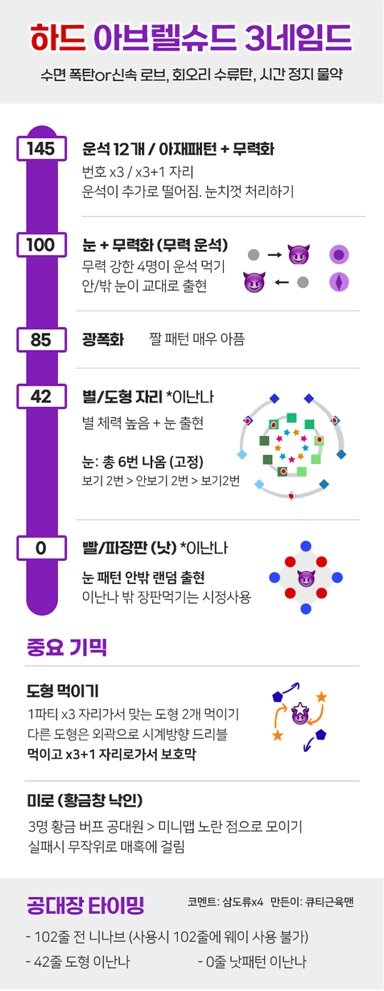 하드 아브렐슈드 3네임드
수면 폭탄or신속 로브, 회오리 수류탄, 시간 정지 물약
145
운석 12개 / 아재패턴 + 무력화
번호 x3 / x3+1 자리
운석이 추가로 떨어짐. 눈치껏 처리하기
100
눈 + 무력화 (무력 운석)
무력 강한 4명이 운석 먹기
안/밖 눈이 교대로 출현
85
광폭화 짤 패턴 매우 아픔
42
별/도형 자리 *이난나
별 체력 높음 + 눈 출현
눈: 총 6번 나옴 (고정)
보기 2번 > 안보기 2번 > 보기2번
0
빨/파장판 (낫) *이난나
눈 패턴 안밖 랜덤 출현
이난나 밖 장판먹기는 시정사용
중요 기믹
도형 먹이기
1파티 x3 자리가서 맞는 도형 2개 먹이기
다른 도형은 외곽으로 시계방향 드리블
먹이고 x3+1 자리로가서 보호막
미로 (황금창 낙인)
3명 황금 버프 공대원 > 미니맵 노란 점으로 모이기
실패시 무작위로 매혹에 걸림
공대장 타이밍
코멘트: 삼도류x4 만든이: 큐티근육맨
- 102줄 전 니나브 (사용시 102줄에 웨이 사용 불가)
- 42줄 도형 이난나 - 0줄 낫패턴 이난나